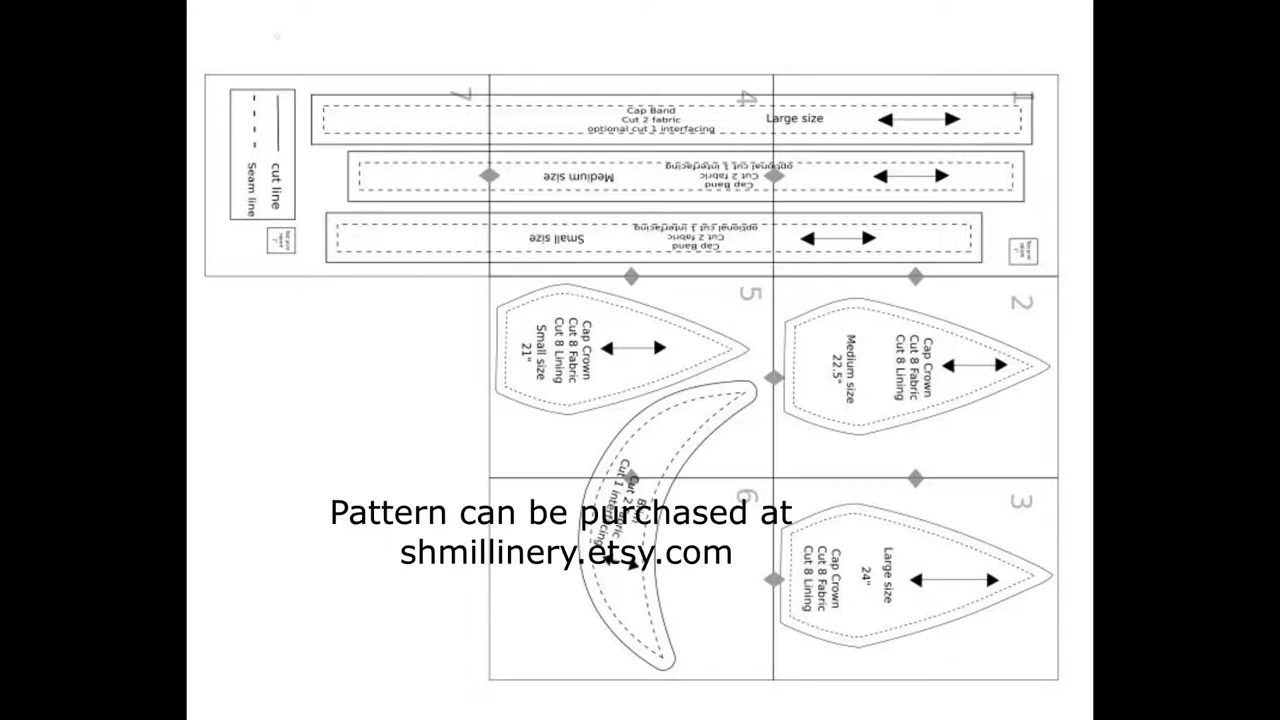 7
4
1
Cap Band
Cut 2 fabric
optional cut 1 interfacing
Large size
cut line
Seam line
Medium size
Cap Band
Cut 2 fabric
optional cut 1 interfacing
Small size
Cap Band
Cut 2 fabric
optional cut 1 interfacing
5
2
Cap Crown
Cut 8 Fabric
Cut 8 Lining
Small size
21"
Cap Crown
Cut 8 Fabric
Cut 8 Lining
Medium size
22.5"
6
3
Cut 1 interfacing
Pattern can be purchased at
shmillinery.etsy.com
Large size
24"
Cap Crown
Cut 8 Fabric
Cut 8 Lining